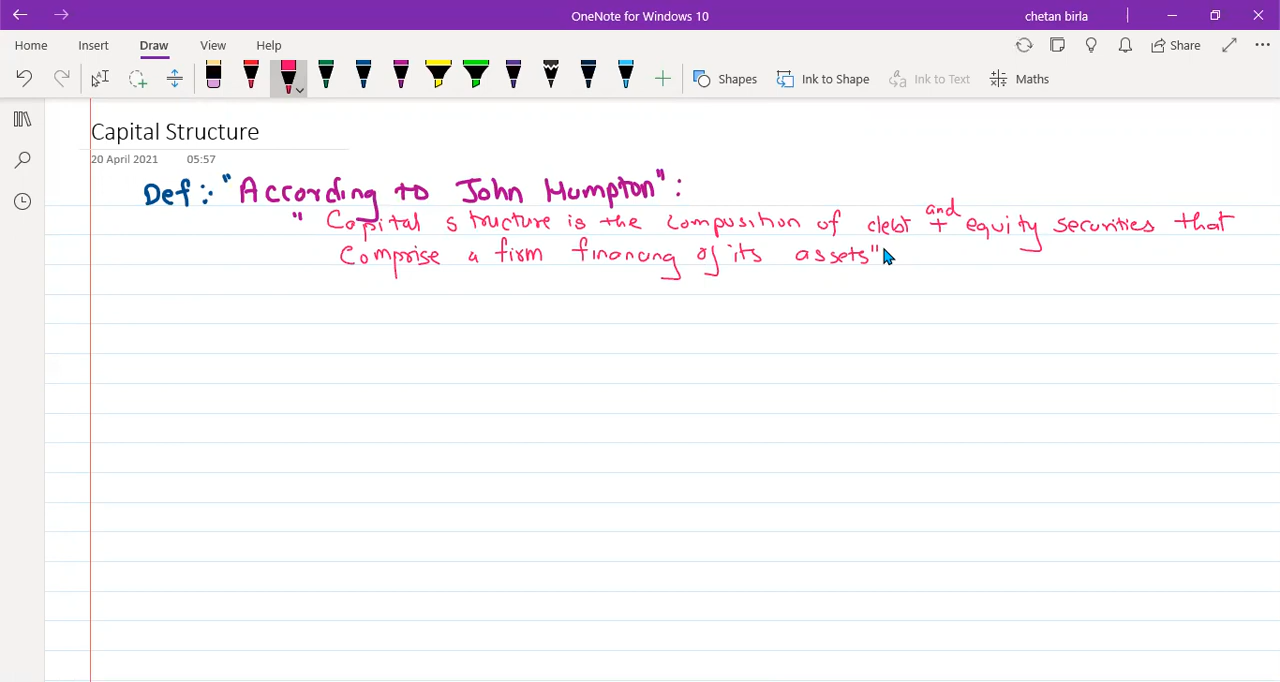 OneNote for Windows 10
chetan birla
Home Insert Draw View Help
Share
Shapes Ink to Shape Ink to Text Maths
Capital Structure
20 April 2021 05:57
Def:- "According to John Humpton":
and
" Capital structure is the composition of debt + equity securities that
Comprise a firm financing of its assets"